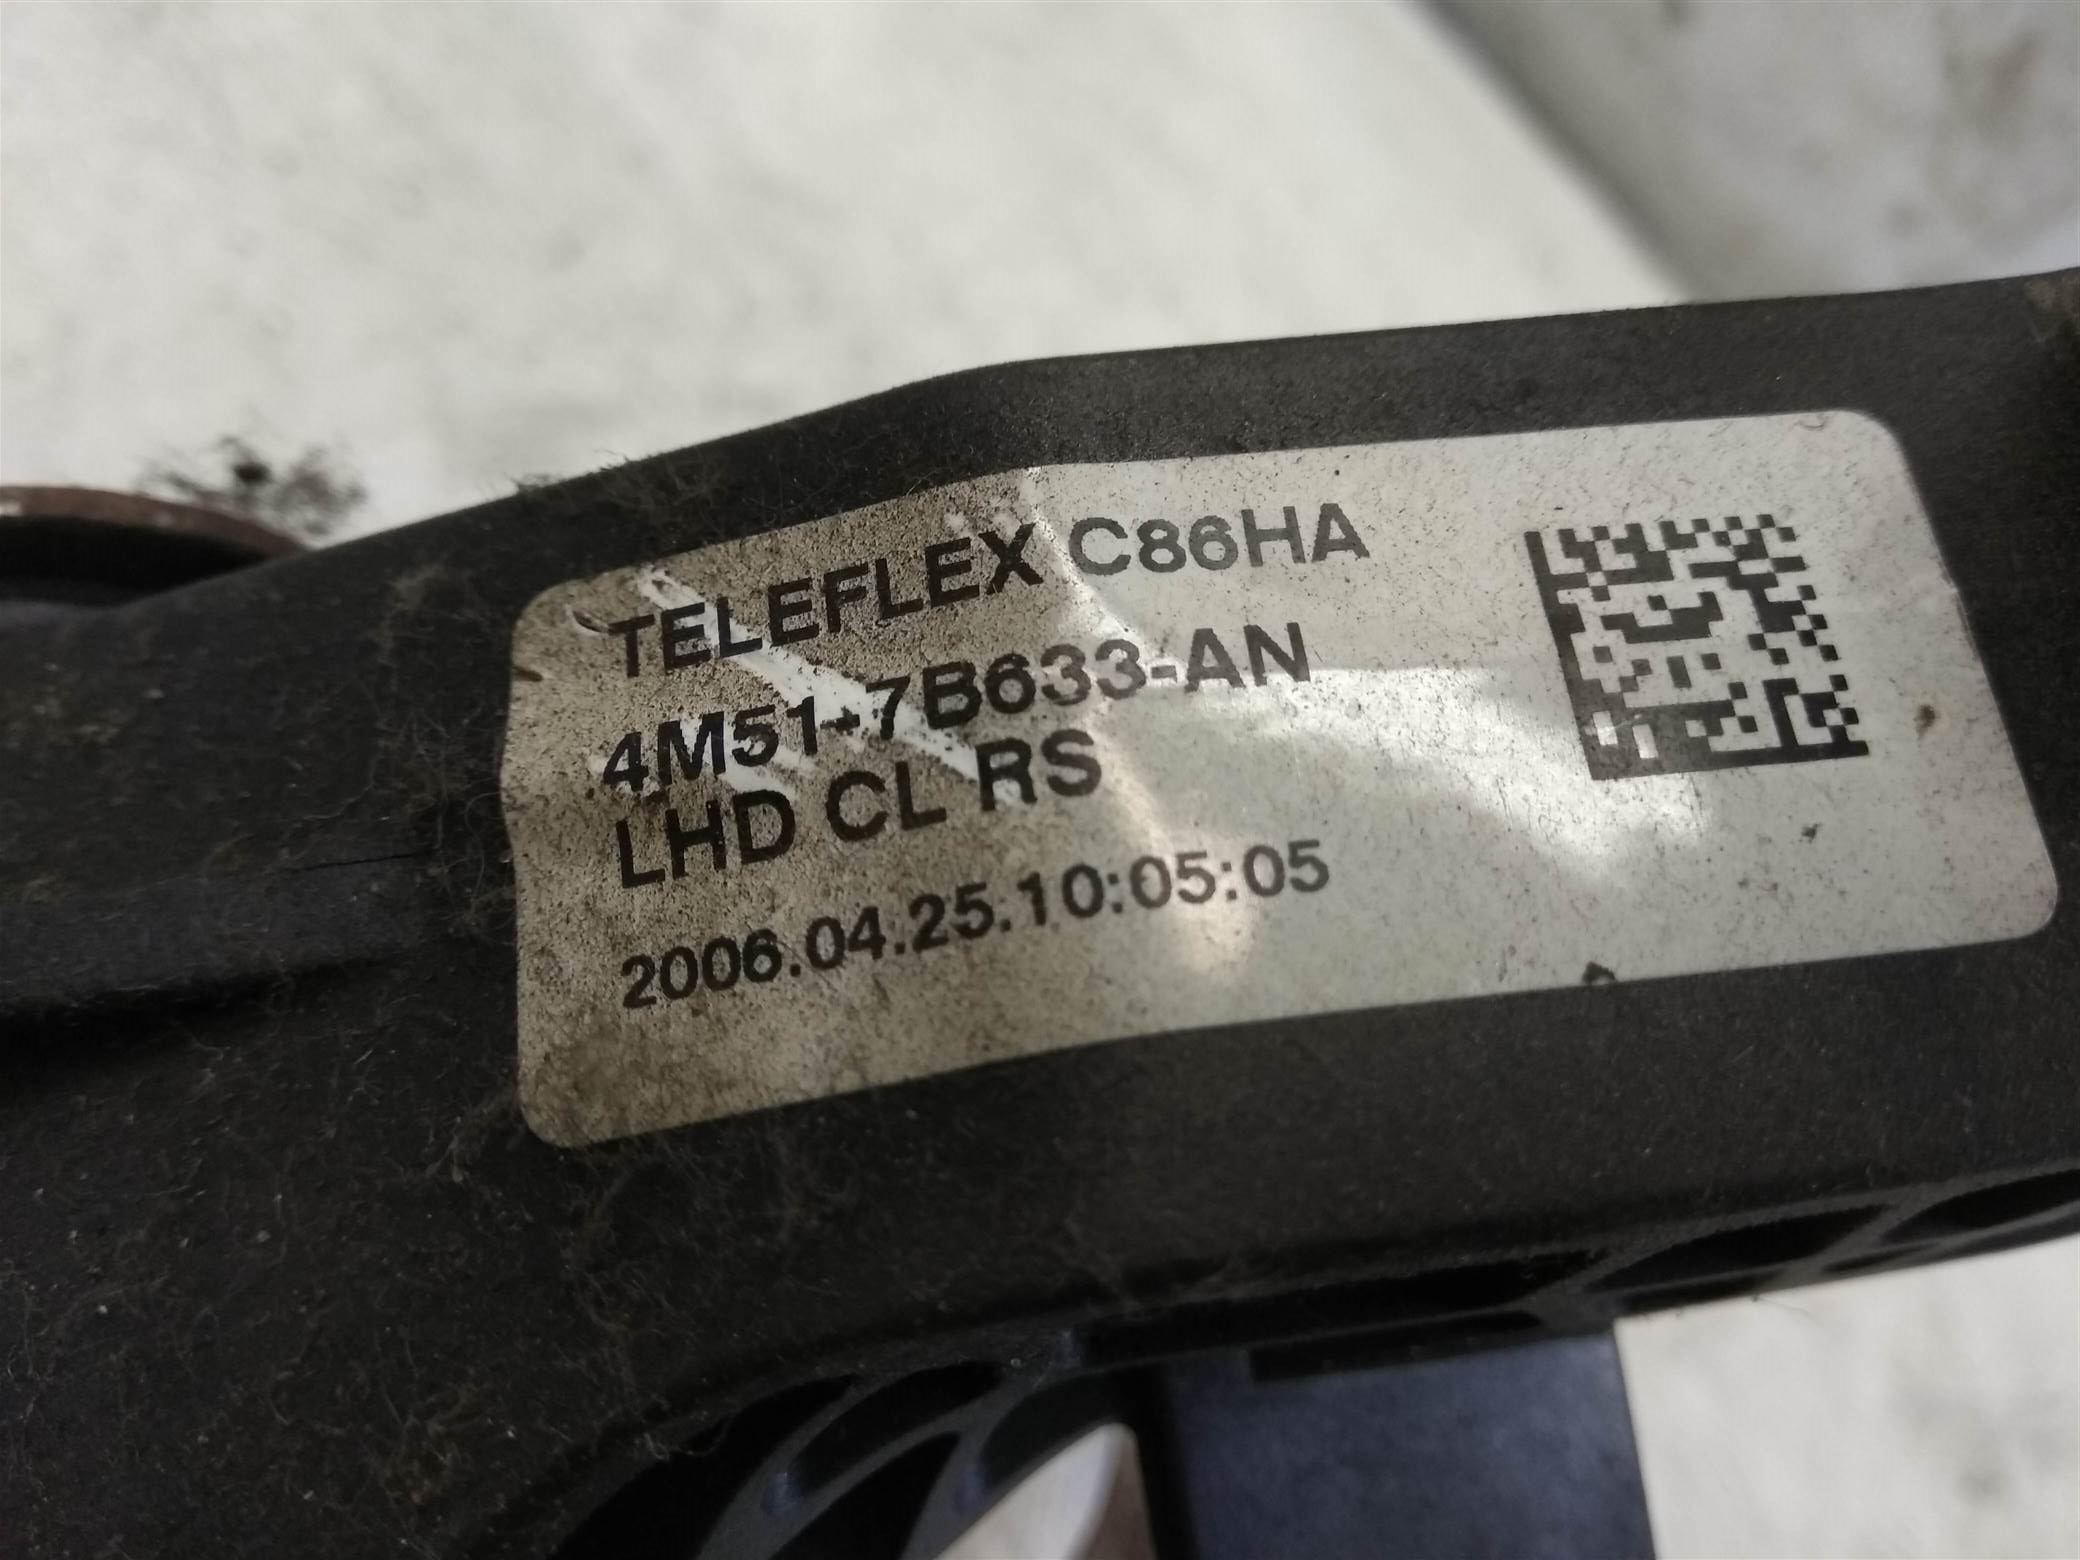 TELEFLEX C86HA
4M51-7B633-AN
LHD CL RS
2006.04.25.10:05:05